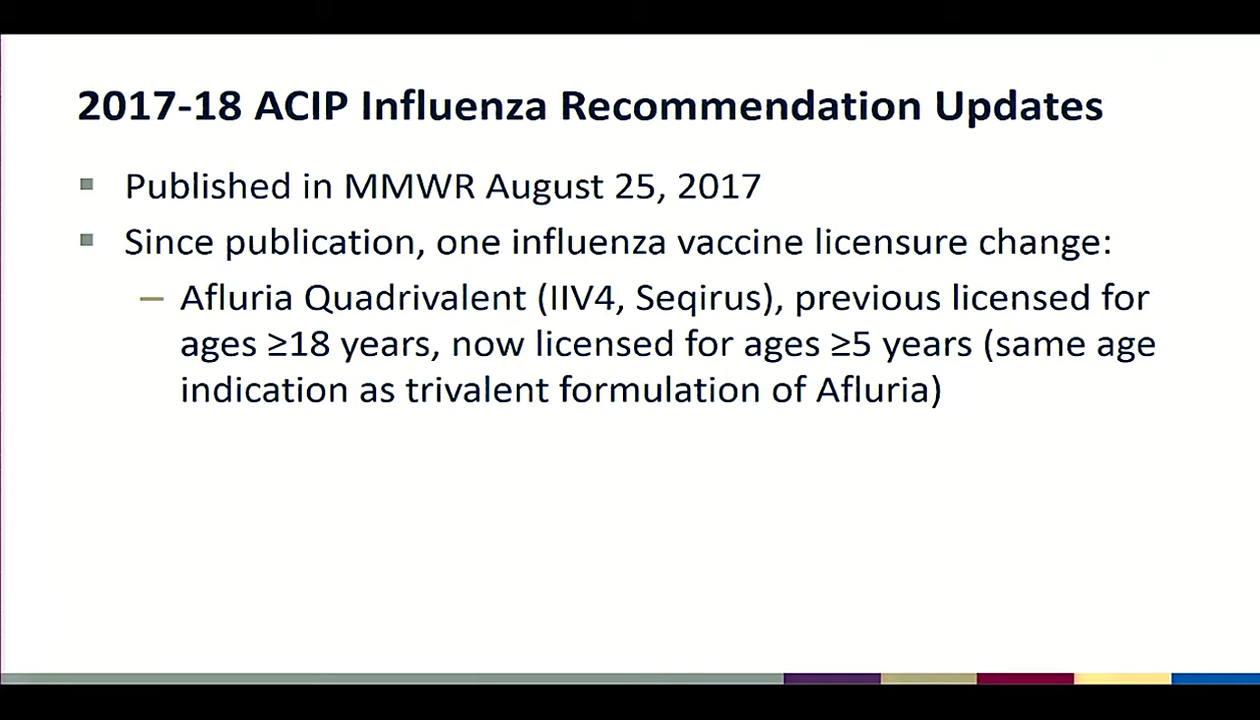 2017-18 ACIP Influenza Recommendation Updates
Published in MMWR August 25, 2017
Since publication, one influenza vaccine licensure change:
– Afluria Quadrivalent (IIV4, Seqirus), previous licensed for
ages ≥18 years, now licensed for ages ≥5 years (same age
indication as trivalent formulation of Afluria)